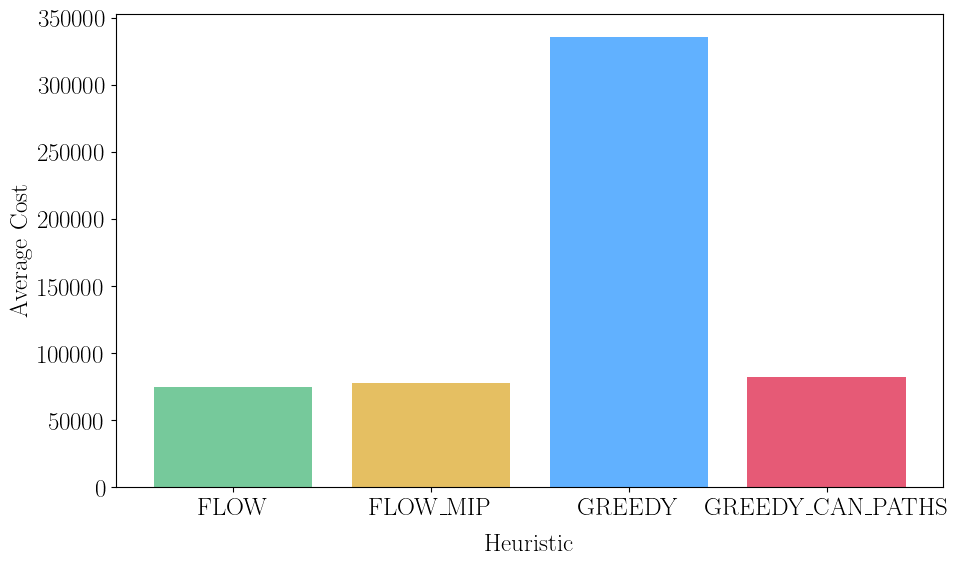 350000
300000
250000
200000
150000
100000
50000
0
Average Cost
FLOW
FLOW_MIP
GREEDY
GREEDY_CAN_PATHS
Heuristic